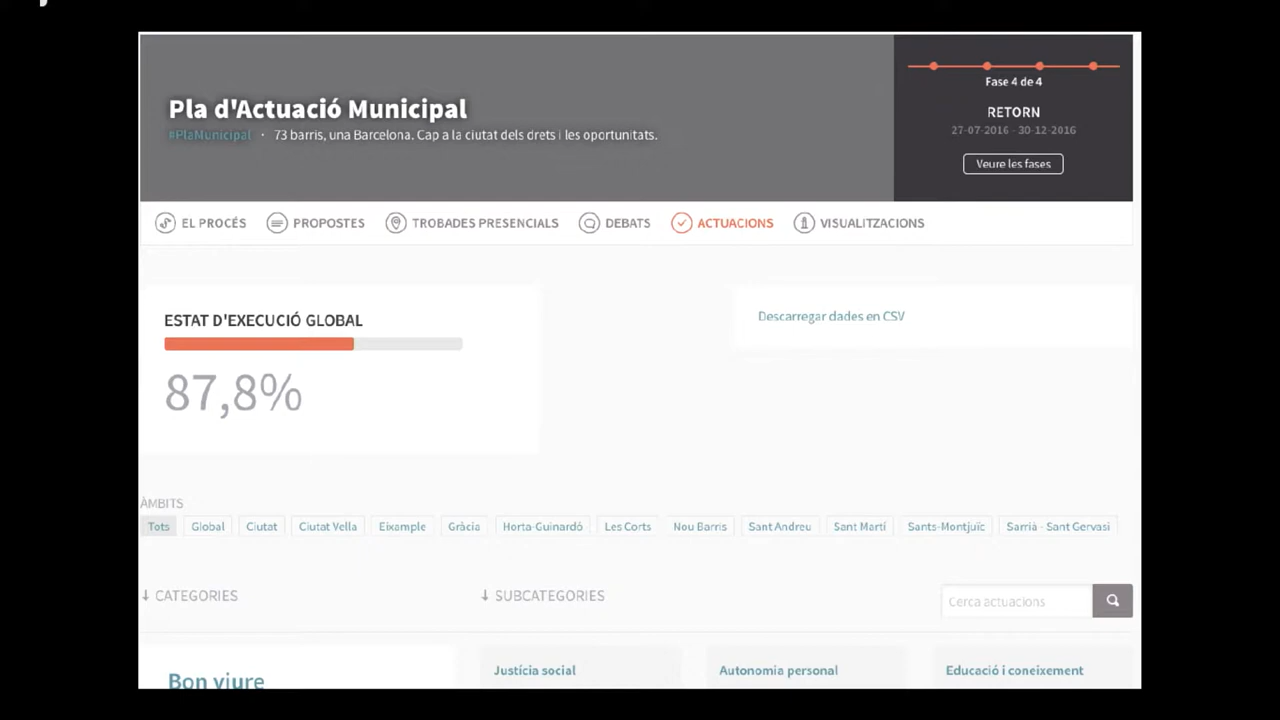 Pla d'Actuació Municipal
#PlaMunicipal · 73 barris, una Barcelona. Cap a la ciutat dels drets i les oportunitats.
Fase 4 de 4
RETORN
27-07-2016 - 30-12-2016
Veure les fases
EL PROCÉS PROPOSTES TROBADES PRESENCIALS DEBATS ACTUACIONS VISUALITZACIONS
ESTAT D'EXECUCIÓ GLOBAL
87,8%
Descarregar dades en CSV
ÀMBITS
Tots Global Ciutat Ciutat Vella Eixample Gràcia Horta-Guinardó Les Corts Nou Barris Sant Andreu Sant Martí Sants-Montjuïc Sarrià - Sant Gervasi
↓ CATEGORIES ↓ SUBCATEGORIES
Cerca actuacions
Bon viure
Justícia social Autonomia personal Educació i coneixement